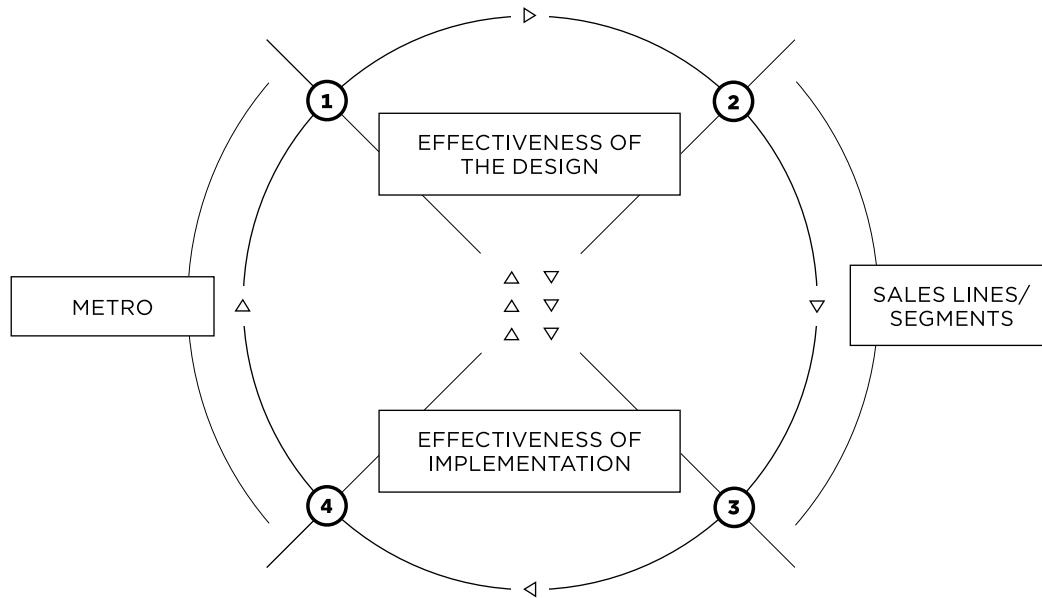 1
2
EFFECTIVENESS OF
THE DESIGN
METRO
SALES LINES/
SEGMENTS
EFFECTIVENESS OF
IMPLEMENTATION
4
3